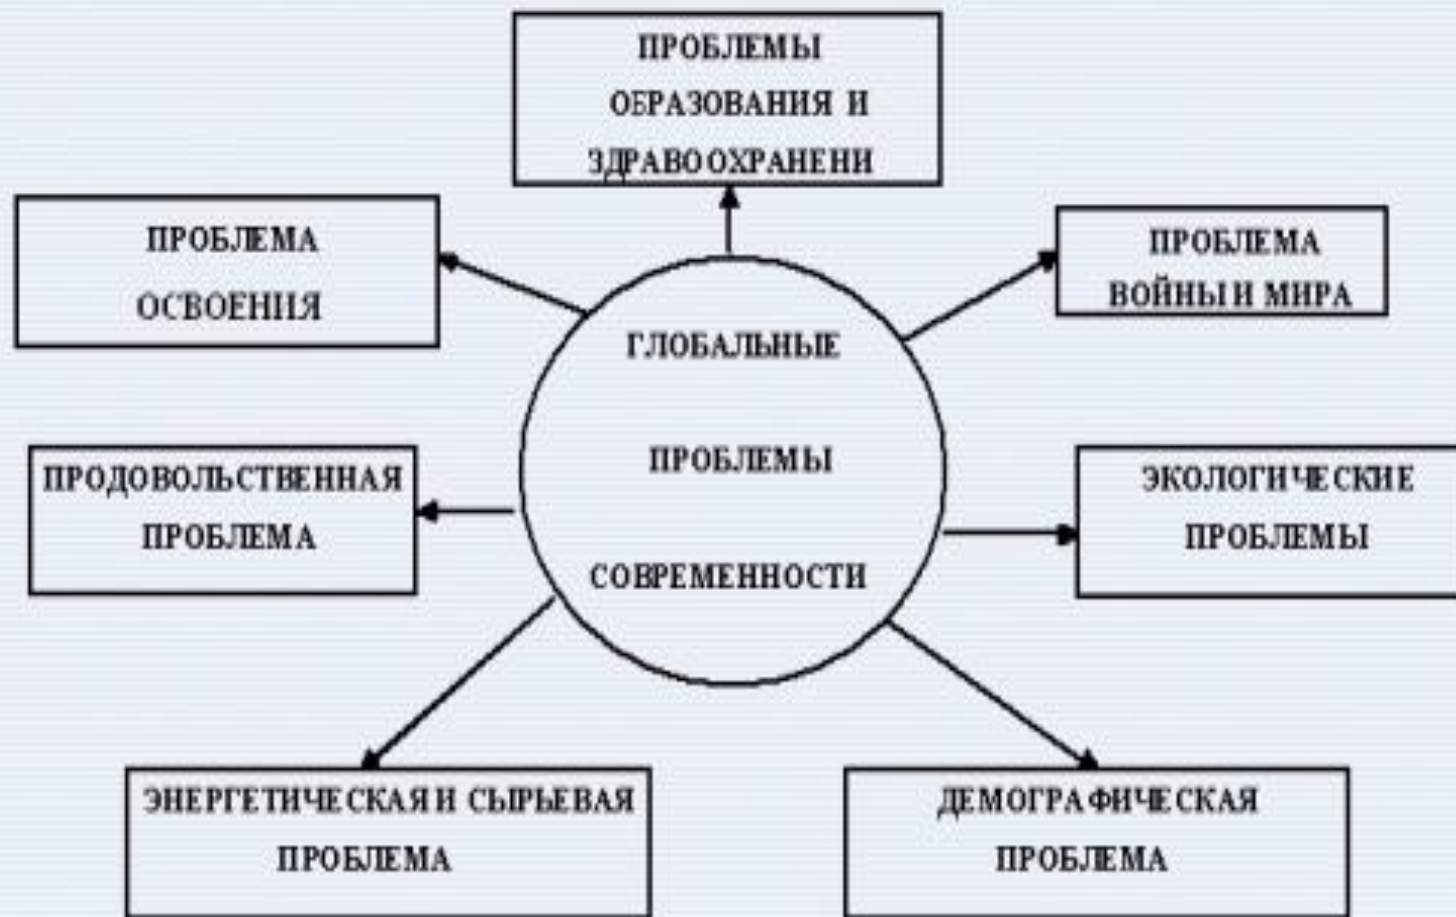 ПРОБЛЕМЫ
ОБРАЗОВАНИЯ И
ЗДРАВООХРАНЕНИ
ПРОБЛЕМА
ОСВОЕНИЯ
ПРОБЛЕМА
ВОЙНЫ И МИРА
ГЛОБАЛЬНЫЕ
ПРОБЛЕМЫ
СОВРЕМЕННОСТИ
ПРОДОВОЛЬСТВЕННАЯ
ПРОБЛЕМА
ЭКОЛОГИЧЕСКИЕ
ПРОБЛЕМЫ
ЭНЕРГЕТИЧЕСКАЯ И СЫРЬЕВАЯ
ПРОБЛЕМА
ДЕМОГРАФИЧЕСКАЯ
ПРОБЛЕМА